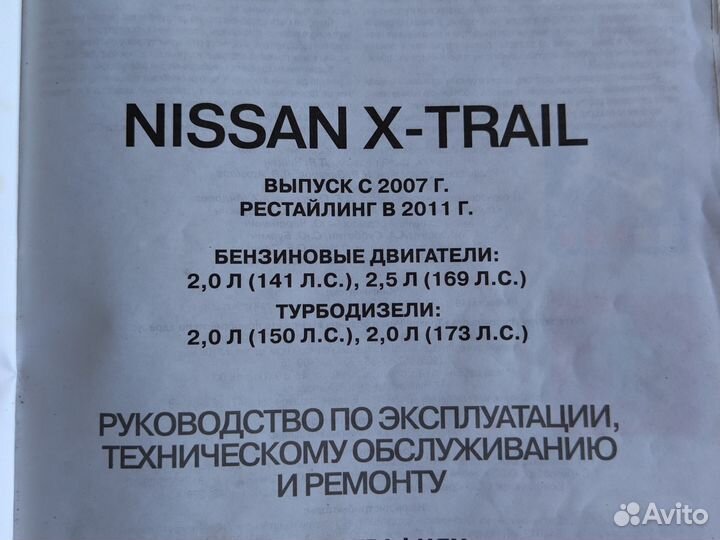 NISSAN X-TRAIL
ВЫПУСК С 2007 Г.
РЕСТАЙЛИНГ В 2011 Г.
БЕНЗИНОВЫЕ ДВИГАТЕЛИ:
2,0 Л (141 Л.С.), 2,5 Л (169 Л.С.)
ТУРБОДИЗЕЛИ:
2,0 Л (150 Л.С.), 2,0 Л (173 Л.С.)
РУКОВОДСТВО ПО ЭКСПЛУАТАЦИИ,
ТЕХНИЧЕСКОМУ ОБСЛУЖИВАНИЮ
И РЕМОНТУ
Avito